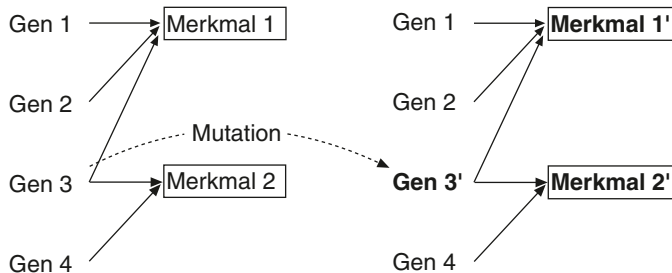 Gen 1 Merkmal 1 Gen 1 Merkmal 1'
Gen 2 Gen 2
Mutation
Gen 3 Merkmal 2 Gen 3' Merkmal 2'
Gen 4 Gen 4